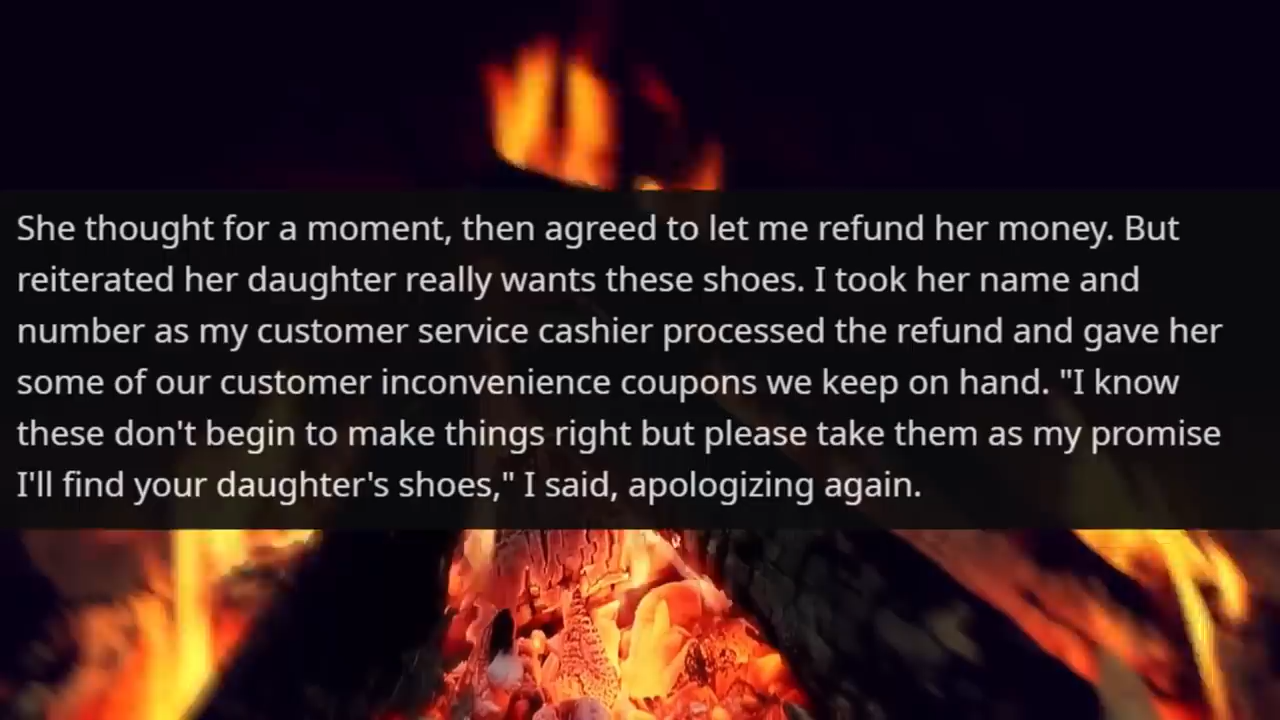 She thought for a moment, then agreed to let me refund her money. But
reiterated her daughter really wants these shoes. I took her name and
number as my customer service cashier processed the refund and gave her
some of our customer inconvenience coupons we keep on hand. "I know
these don't begin to make things right but please take them as my promise
I'll find your daughter's shoes," I said, apologizing again.